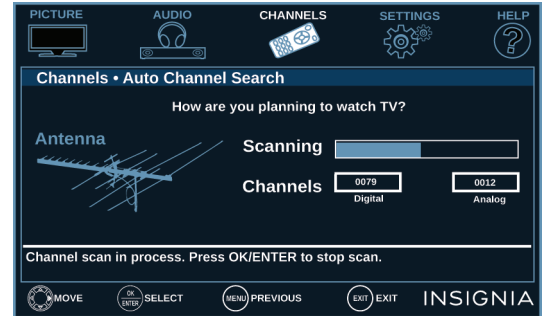 PICTURE AUDIO CHANNELS SETTINGS HELP
Channels • Auto Channel Search
How are you planning to watch TV?
Antenna
Scanning
Channels 0079 0012
Digital Analog
Channel scan in process. Press OK/ENTER to stop scan.
MOVE OK ENTER SELECT MENU PREVIOUS EXIT EXIT INSIGNIA